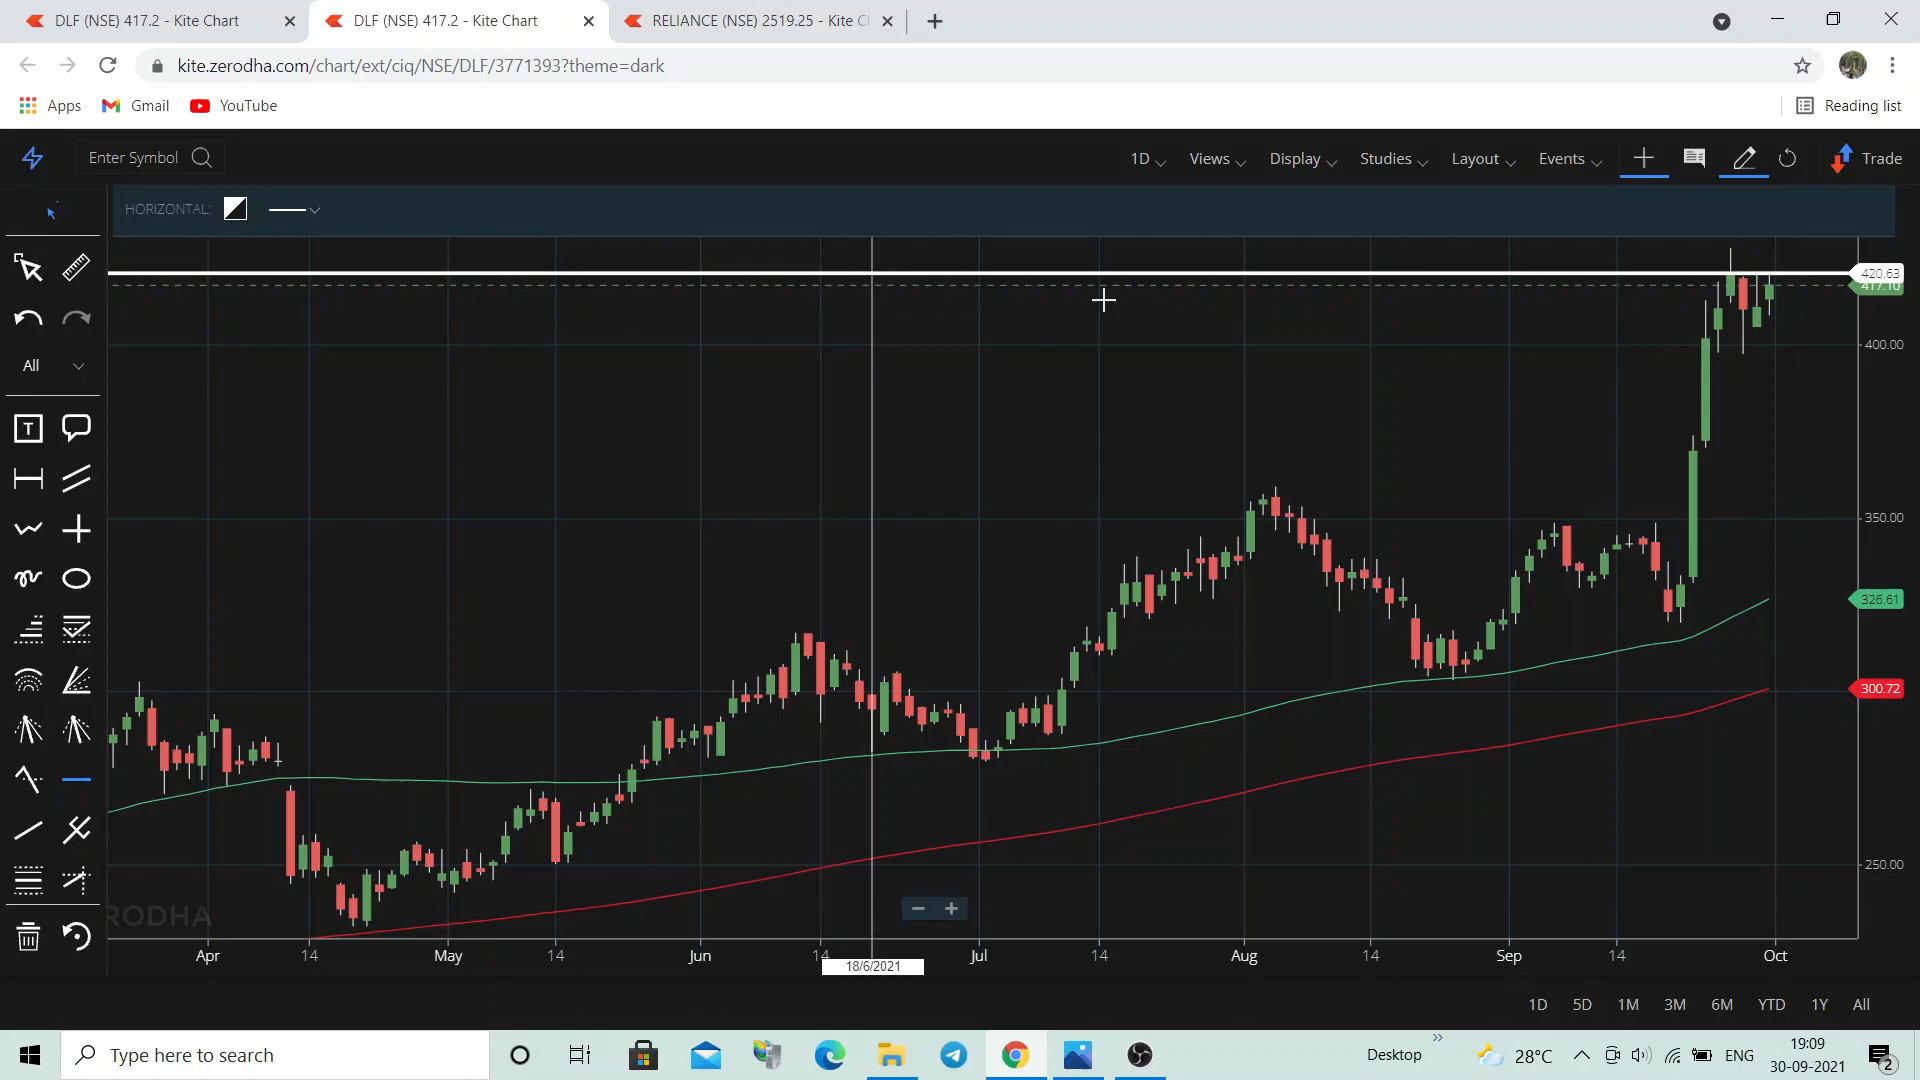 DLF (NSE) 417.2 - Kite Chart
DLF (NSE) 417.2 - Kite Chart
RELIANCE (NSE) 2519.25 - Kite C
kite.zerodha.com/chart/ext/ciq/NSE/DLF/3771393?theme=dark
Apps Gmail YouTube Reading list
Enter Symbol 1D Views Display Studies Layout Events Trade
HORIZONTAL:
420.63
417.10
400.00
All
T
350.00
326.61
300.72
250.00
RODHA
Apr 14 May 14 Jun 14 Jul 14 Aug 14 Sep 14 Oct
18/6/2021
1D 5D 1M 3M 6M YTD 1Y All
Type here to search Desktop 28°C ENG 19:09
30-09-2021
2